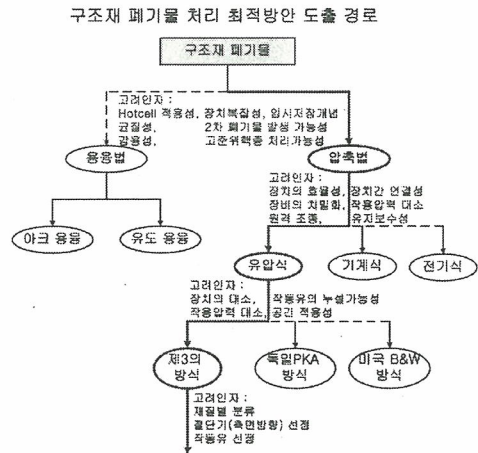 구조재 폐기물 처리 최적방안 도출 경로
구조재 폐기물
고려인자 :
Hotcell 적용성, 장치복잡성, 임시저장개념
균질성, 2차 폐기물 발생 가능성
감용성, 고준위핵종 처리가능성
용융법
압축법
고려인자 :
장치의 효율성, 장치간 연결성
장비의 치밀화, 작용압력 대소
원격 조종, 유지보수성
아크 용융
유도 용융
유압식
기계식
전기식
고려인자 :
장치의 대소, 작동유의 누설가능성
작용압력 대소, 공간 적용성
제3의
방식
독일PKA
방식
미국 B&W
방식
고려인자 :
재질별 분류
절단기(측면방향) 선정
작동유 선정